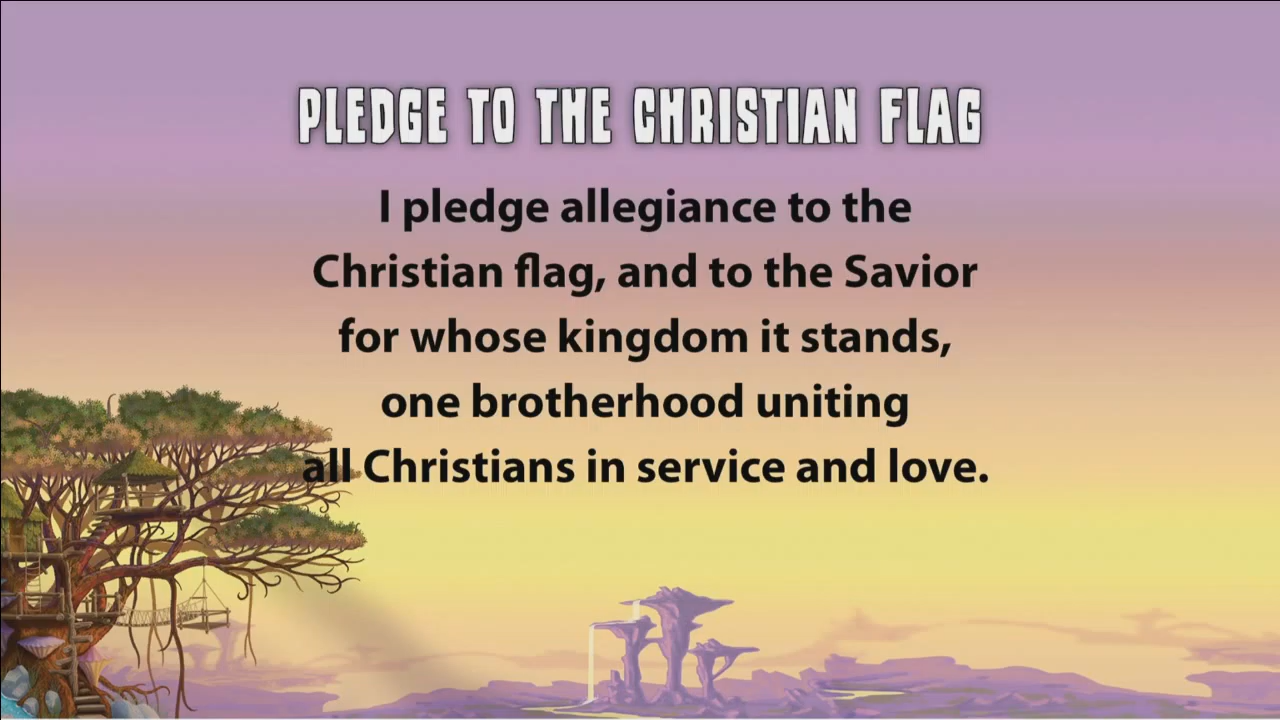 PLEDGE TO THE CHRISTIAN FLAG
I pledge allegiance to the
Christian flag, and to the Savior
for whose kingdom it stands,
one brotherhood uniting
all Christians in service and love.